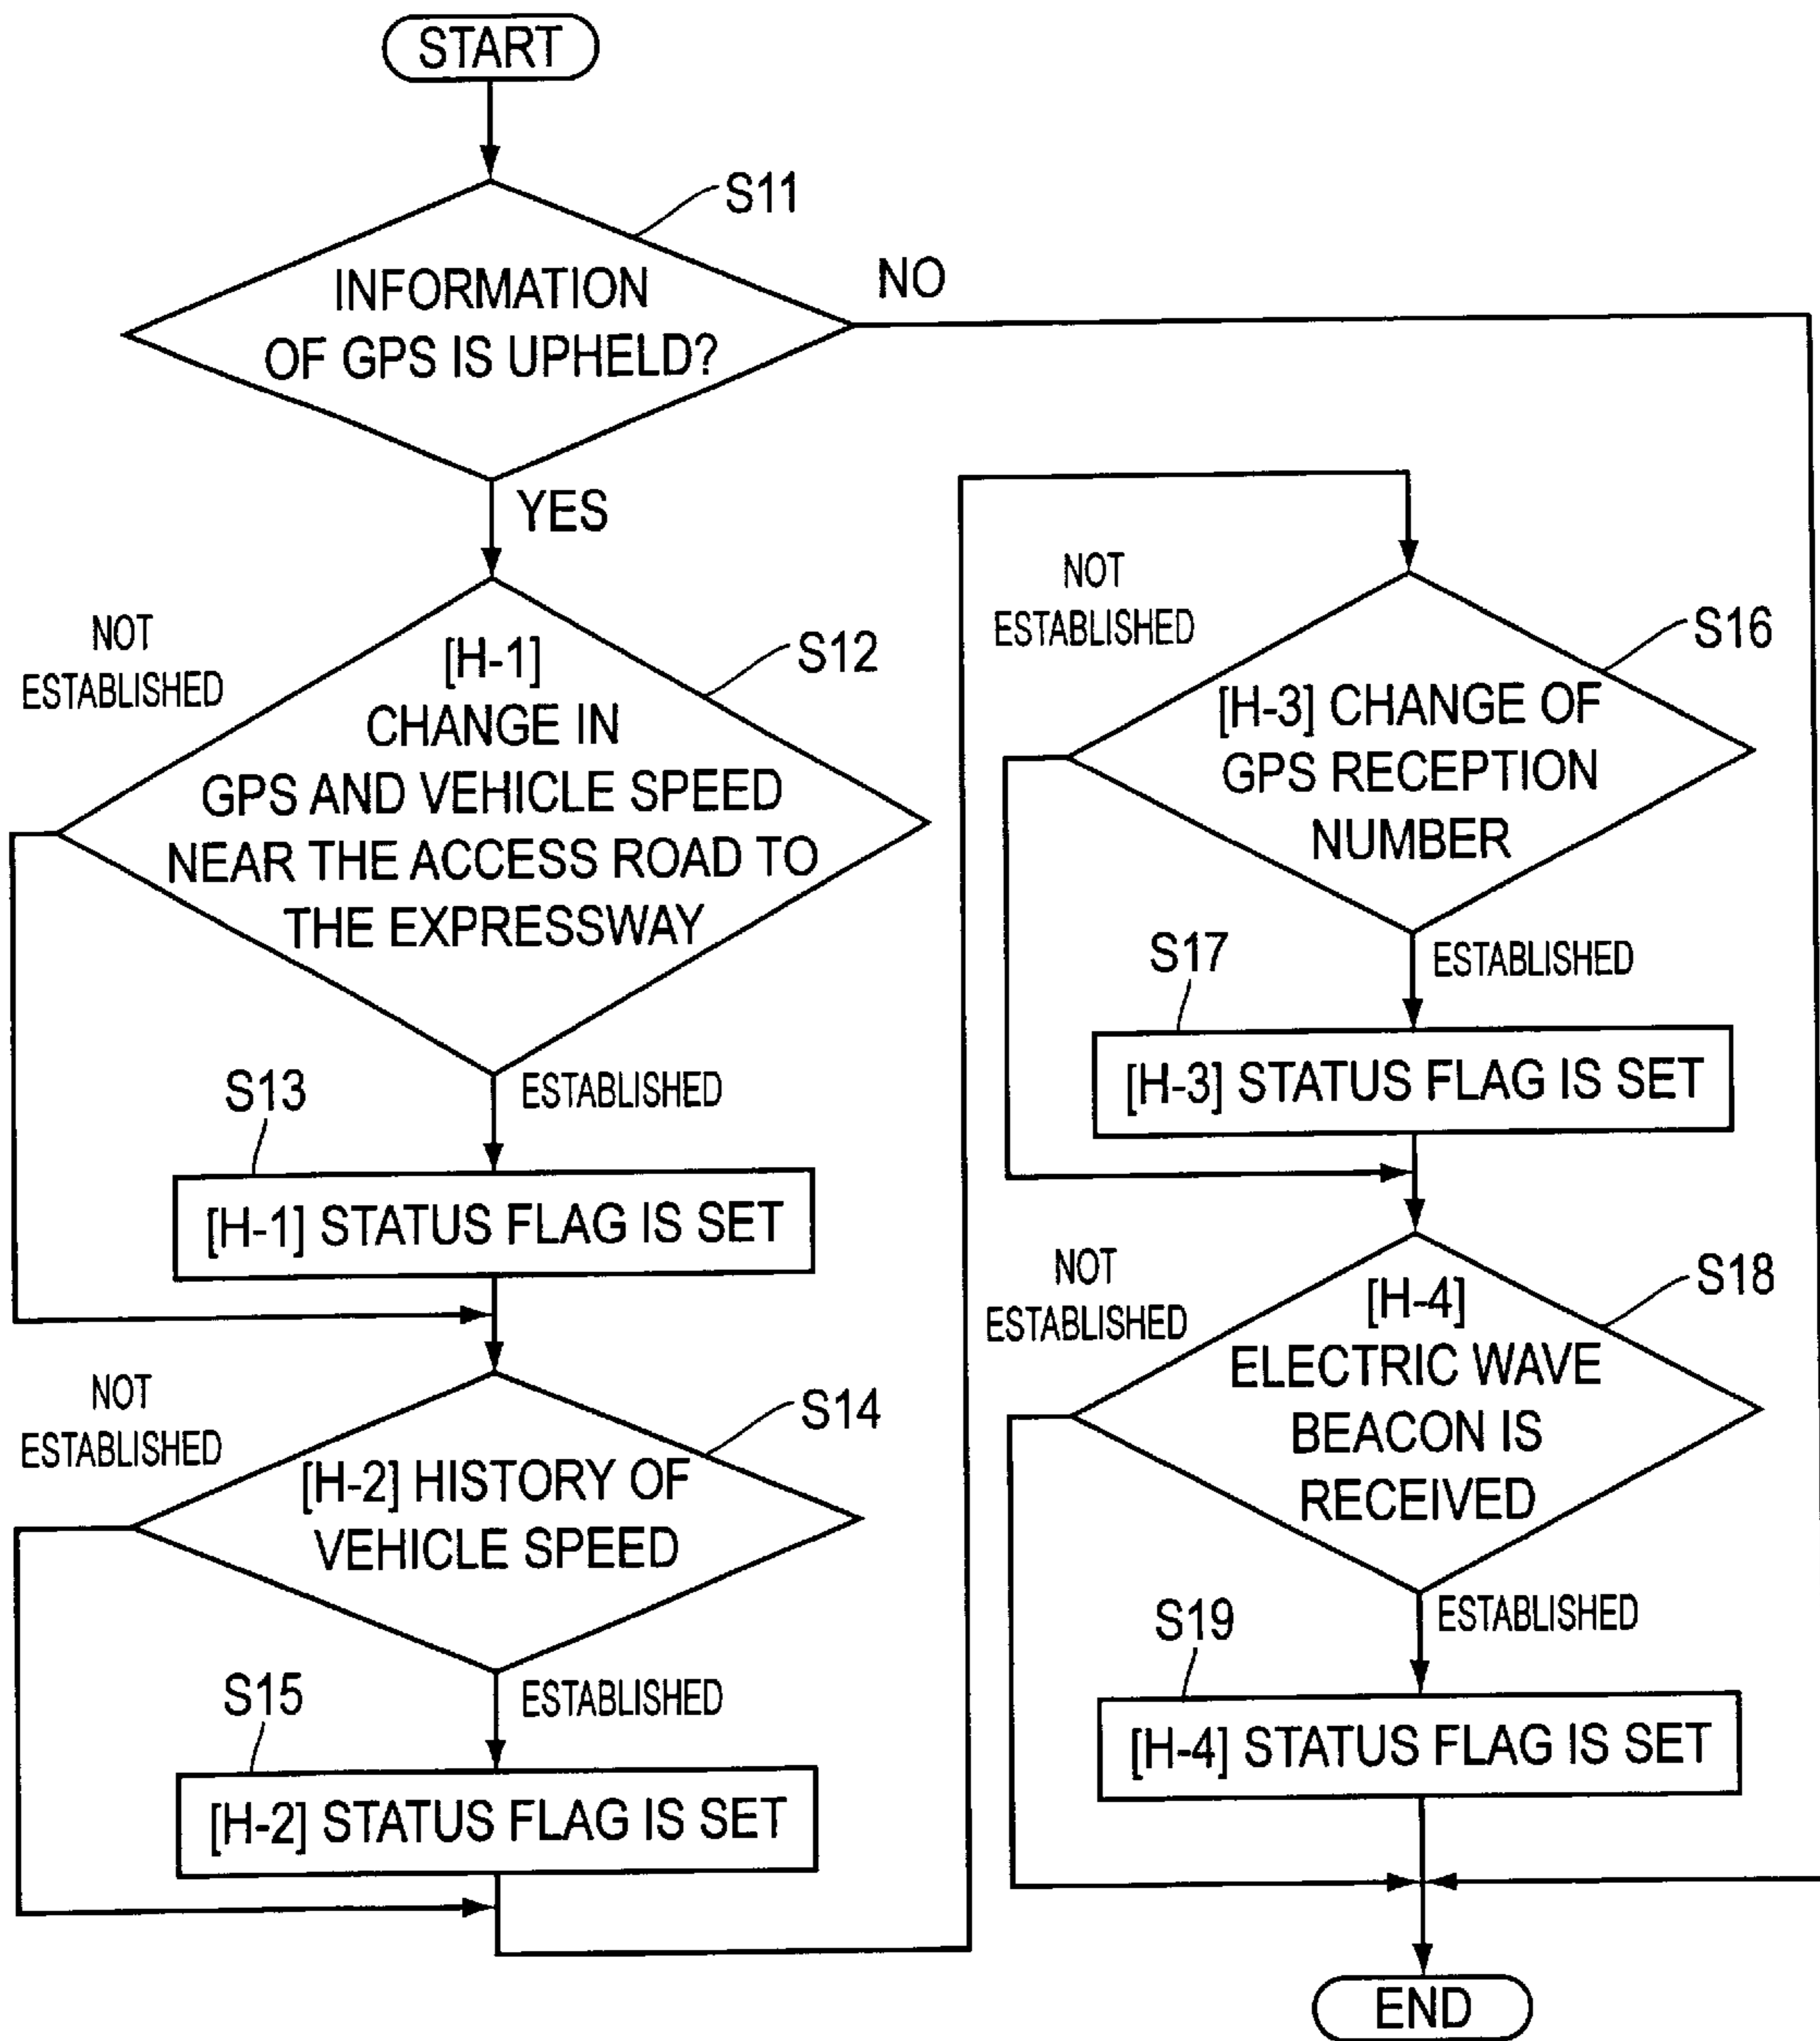 START
S11
INFORMATION
OF GPS IS UPHELD?
NO
YES
NOT
ESTABLISHED
S12
[H-1]
CHANGE IN
GPS AND VEHICLE SPEED
NEAR THE ACCESS ROAD TO
THE EXPRESSWAY
ESTABLISHED
S13
[H-1] STATUS FLAG IS SET
NOT
ESTABLISHED
S14
[H-2] HISTORY OF
VEHICLE SPEED
ESTABLISHED
S15
[H-2] STATUS FLAG IS SET
NOT
ESTABLISHED
S16
[H-3] CHANGE OF
GPS RECEPTION
NUMBER
ESTABLISHED
S17
[H-3] STATUS FLAG IS SET
NOT
ESTABLISHED
S18
[H-4]
ELECTRIC WAVE
BEACON IS
RECEIVED
ESTABLISHED
S19
[H-4] STATUS FLAG IS SET
END